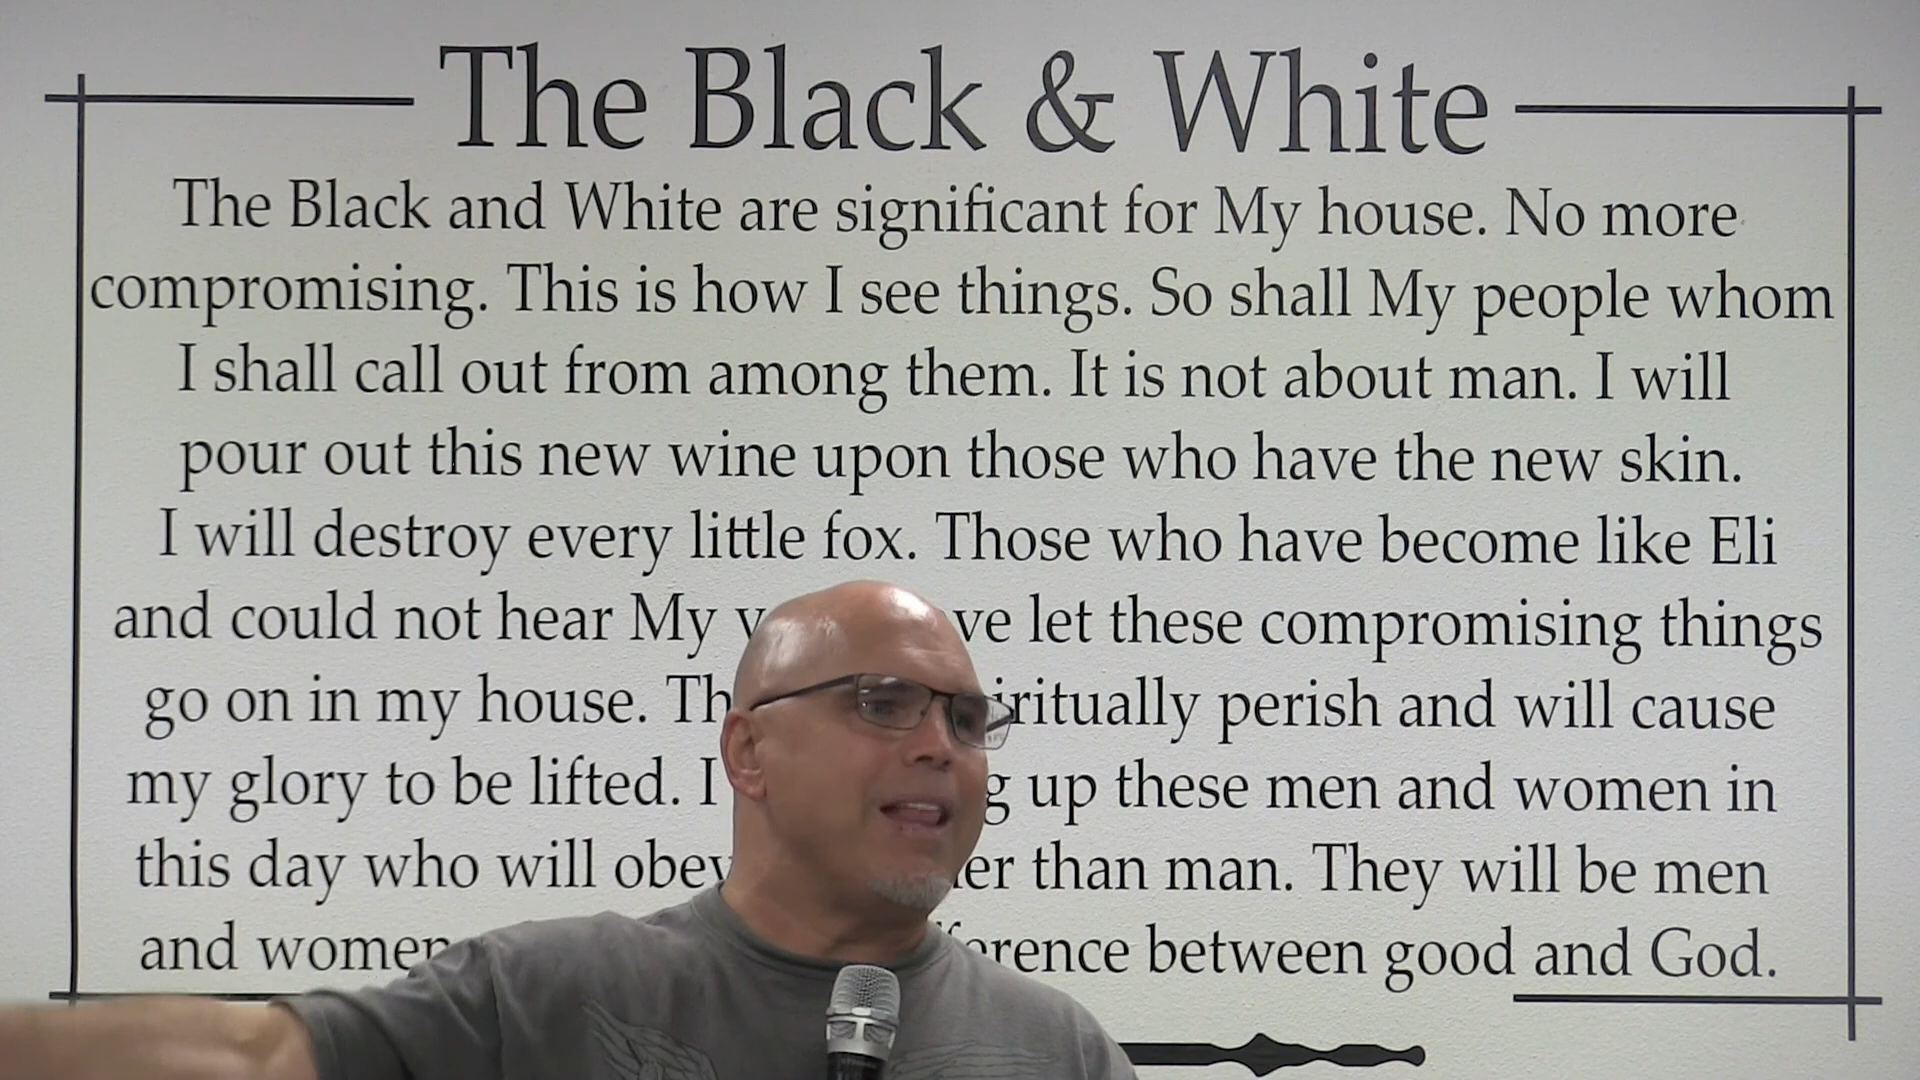 The Black & White
The Black and White are significant for My house. No more
compromising. This is how I see things. So shall My people whom
I shall call out from among them. It is not about man. I will
pour out this new wine upon those who have the new skin.
I will destroy every little fox. Those who have become like Eli
and could not hear My let these compromising things
go on in my house. perish and will cause
my glory to be lifted. I up these men and women in
this day who will obey than man. They will be men
and women between good and God.